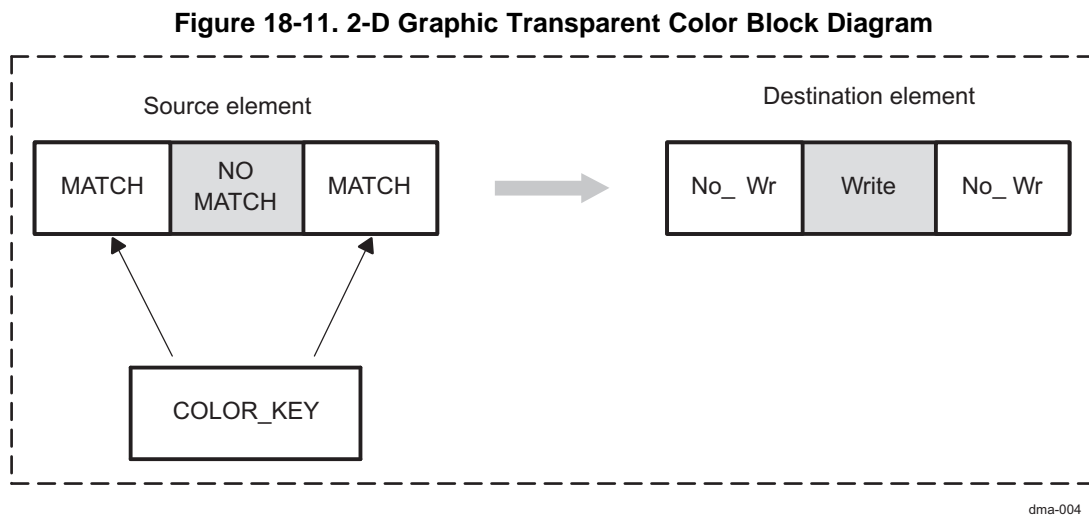 Figure 18-11. 2-D Graphic Transparent Color Block Diagram
Source element
Destination element
MATCH
NO
MATCH
MATCH
No_ Wr
Write
No_ Wr
COLOR_KEY
dma-004